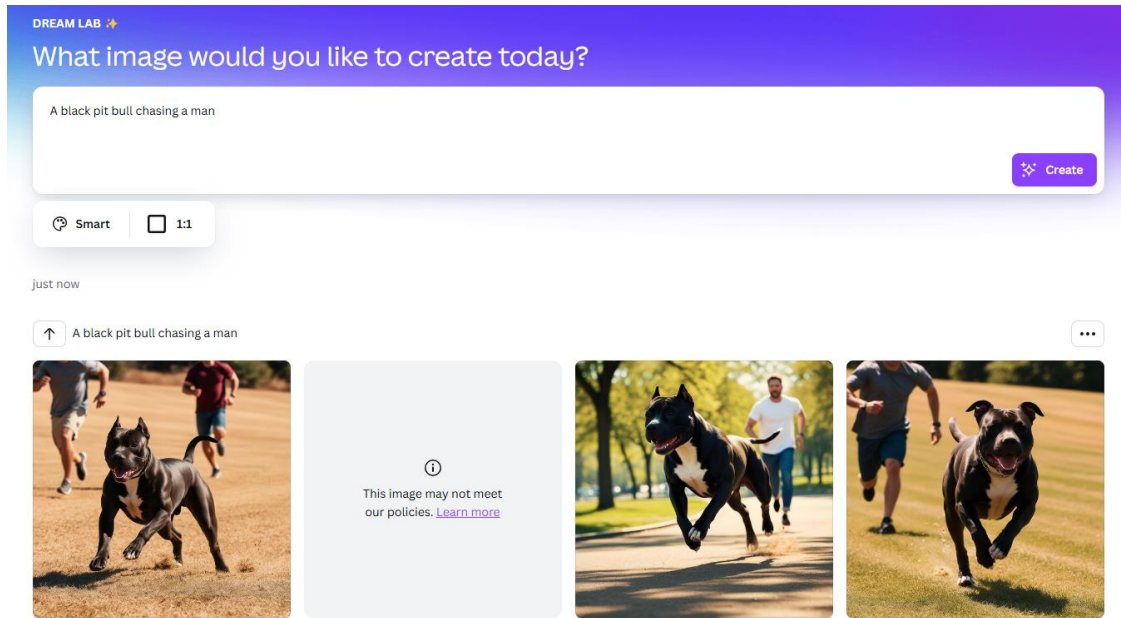 DREAM LAB
What image would you like to create today?
A black pit bull chasing a man
Create
Smart
1:1
just now
A black pit bull chasing a man
This image may not meet
our policies. Learn more